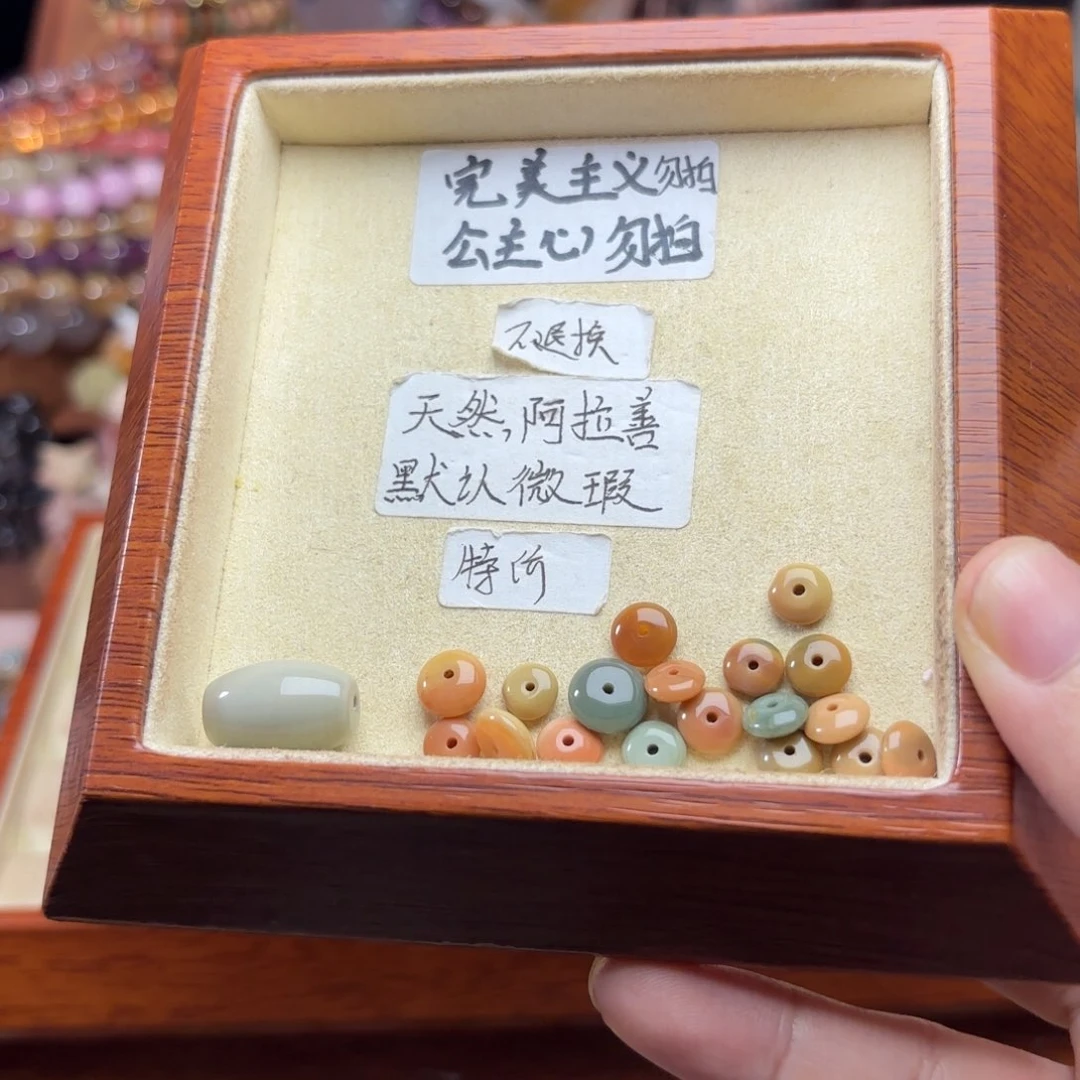 完美主义勿拍
公主心勿拍
不退换
天然,阿拉善
默认微瑕
特价